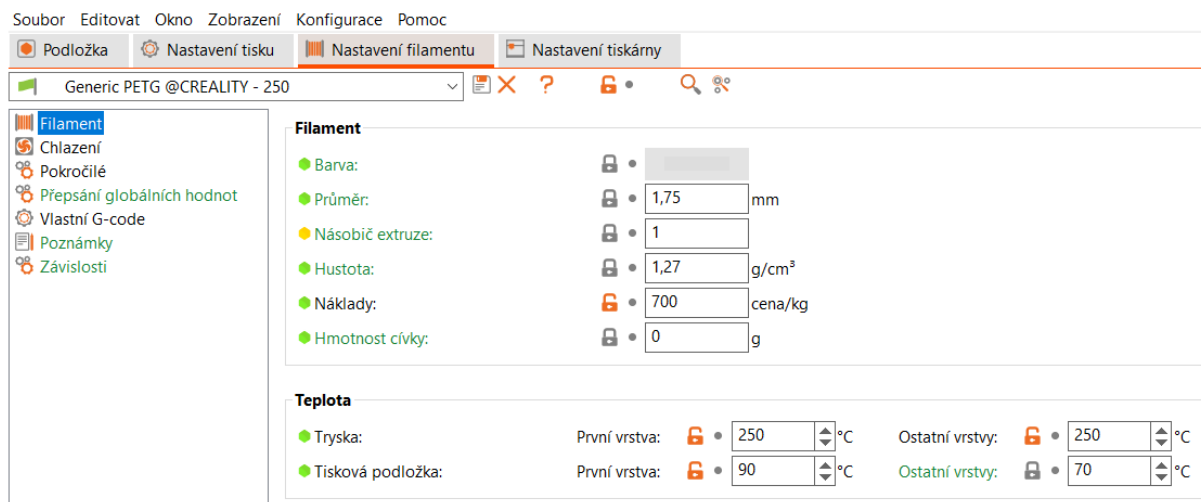 Soubor Editovat Okno Zobrazení Konfigurace Pomoc
Podložka Nastavení tisku Nastavení filamentu Nastavení tiskárny
Generic PETG @CREALITY - 250
Filament
Chlazení
Pokročilé
Přepsání globálních hodnot
Vlastní G-code
Poznámky
Závislosti
Filament
Barva:
Průměr: 1,75 mm
Násobič extruze: 1
Hustota: 1,27 g/cm³
Náklady: 700 cena/kg
Hmotnost cívky: 0 g
Teplota
Tryska: První vrstva: 250 °C Ostatní vrstvy: 250 °C
Tisková podložka: První vrstva: 90 °C Ostatní vrstvy: 70 °C